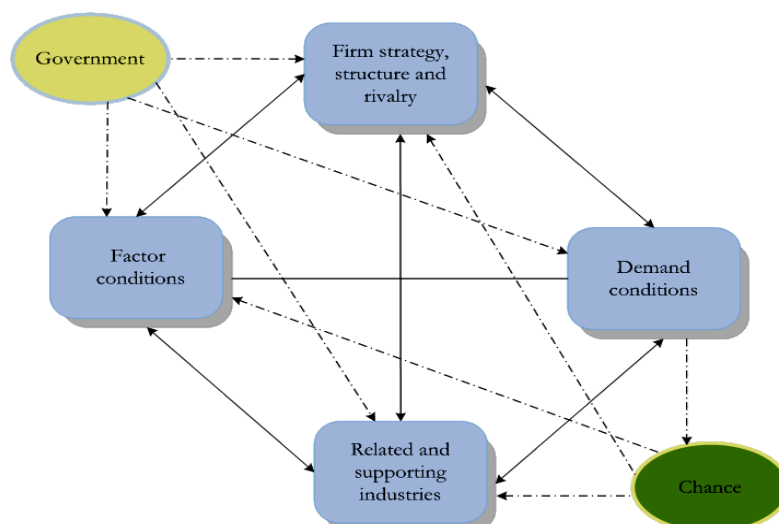 Government
Firm strategy,
structure and
rivalry
Factor
conditions
Demand
conditions
Related and
supporting
industries
Chance